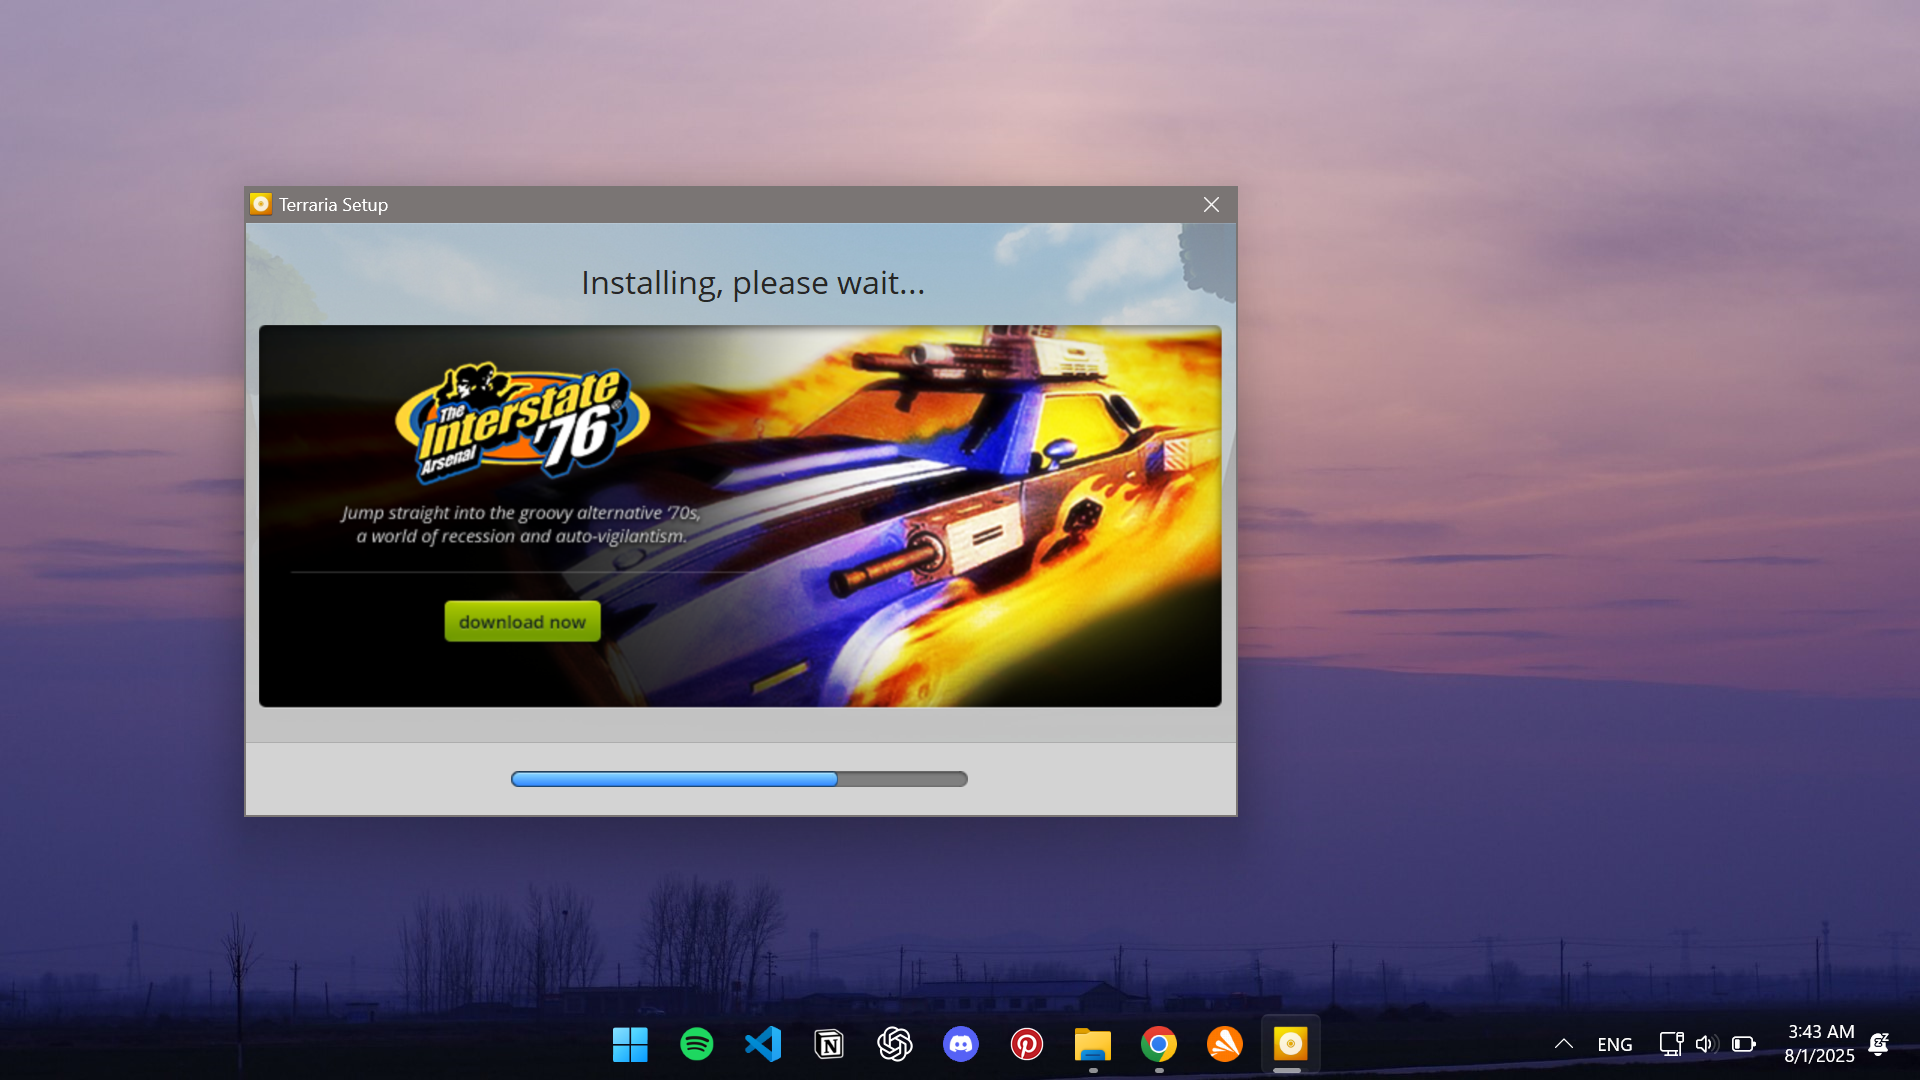 Terraria Setup
Installing, please wait...
The
Interstate
'76
Arsenal
Jump straight into the groovy alternative '70s,
a world of recession and auto-vigilantism.
download now
ENG
3:43 AM
8/1/2025